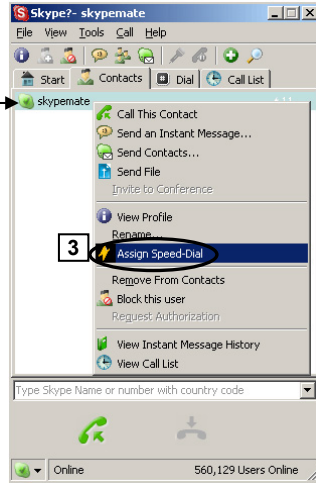 Skype?- skypemate
File View Tools Call Help
Start Contacts Dial Call List
skypemate
Call This Contact
Send an Instant Message...
Send Contacts...
Send File
Invite to Conference
View Profile
Rename...
3 Assign Speed-Dial
Remove From Contacts
Block this user
Request Authorization
View Instant Message History
View Call List
Type Skype Name or number with country code
Online 560,129 Users Online